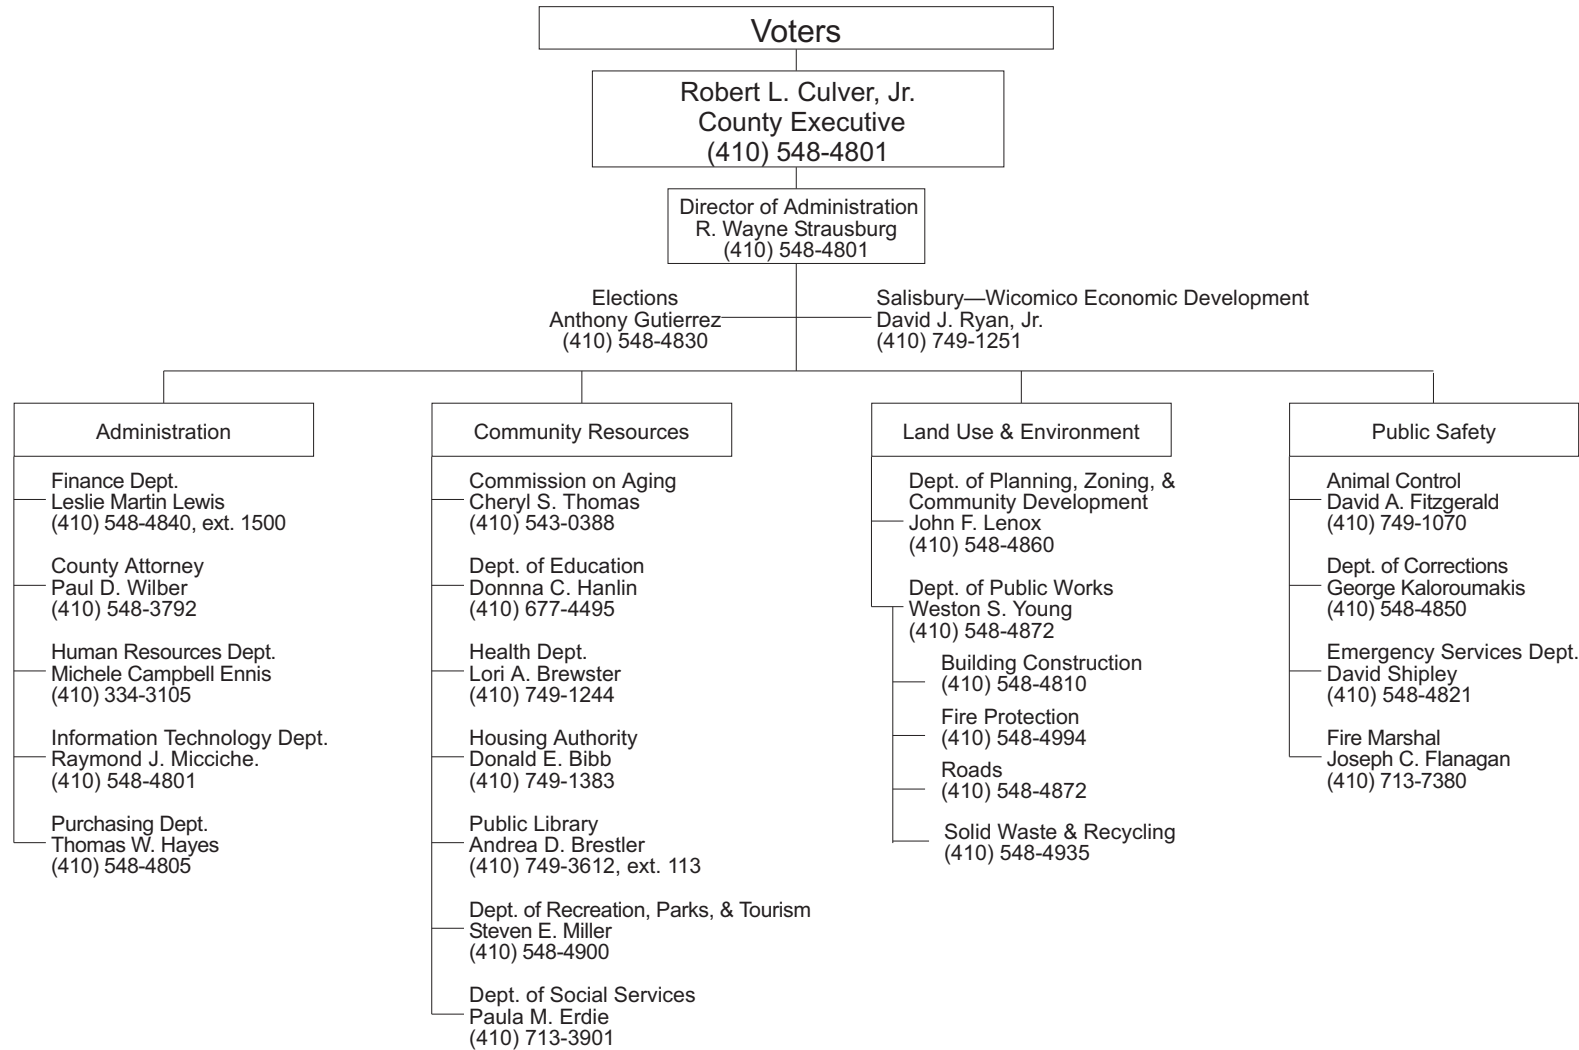 Voters
Robert L. Culver, Jr.
County Executive
(410) 548-4801
Director of Administration
R. Wayne Strausburg
(410) 548-4801
Elections
Anthony Gutierrez
(410) 548-4830
Salisbury—Wicomico Economic Development
David J. Ryan, Jr.
(410) 749-1251
Administration
Finance Dept.
Leslie Martin Lewis
(410) 548-4840, ext. 1500
County Attorney
Paul D. Wilber
(410) 548-3792
Human Resources Dept.
Michele Campbell Ennis
(410) 334-3105
Information Technology Dept.
Raymond J. Micciche.
(410) 548-4801
Purchasing Dept.
Thomas W. Hayes
(410) 548-4805
Community Resources
Commission on Aging
Cheryl S. Thomas
(410) 543-0388
Dept. of Education
Donnna C. Hanlin
(410) 677-4495
Health Dept.
Lori A. Brewster
(410) 749-1244
Housing Authority
Donald E. Bibb
(410) 749-1383
Public Library
Andrea D. Brestler
(410) 749-3612, ext. 113
Dept. of Recreation, Parks, & Tourism
Steven E. Miller
(410) 548-4900
Dept. of Social Services
Paula M. Erdie
(410) 713-3901
Land Use & Environment
Dept. of Planning, Zoning, &
Community Development
John F. Lenox
(410) 548-4860
Dept. of Public Works
Weston S. Young
(410) 548-4872
Building Construction
(410) 548-4810
Fire Protection
(410) 548-4994
Roads
(410) 548-4872
Solid Waste & Recycling
(410) 548-4935
Public Safety
Animal Control
David A. Fitzgerald
(410) 749-1070
Dept. of Corrections
George Kaloroumakis
(410) 548-4850
Emergency Services Dept.
David Shipley
(410) 548-4821
Fire Marshal
Joseph C. Flanagan
(410) 713-7380